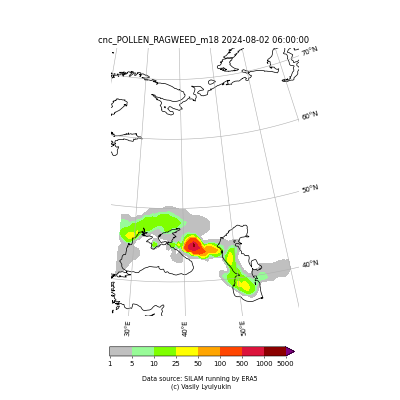 cnc_POLLEN_RAGWEED_m18 2024-08-02 06:00:00
70°N
60°N
50°N
40°N
30°E 40°E 50°E
1 5 10 25 50 100 500 1000 5000
Data source: SILAM running by ERA5
(c) Vasily Lyulyukin